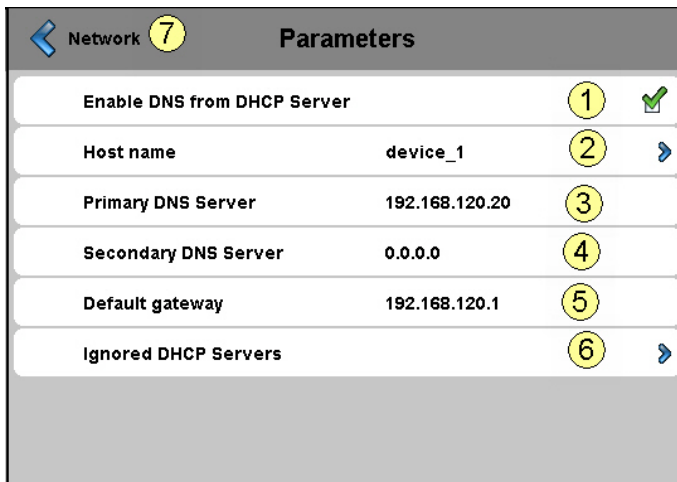 Network 7 Parameters
Enable DNS from DHCP Server 1
Host name device_1 2
Primary DNS Server 192.168.120.20 3
Secondary DNS Server 0.0.0.0 4
Default gateway 192.168.120.1 5
Ignored DHCP Servers 6